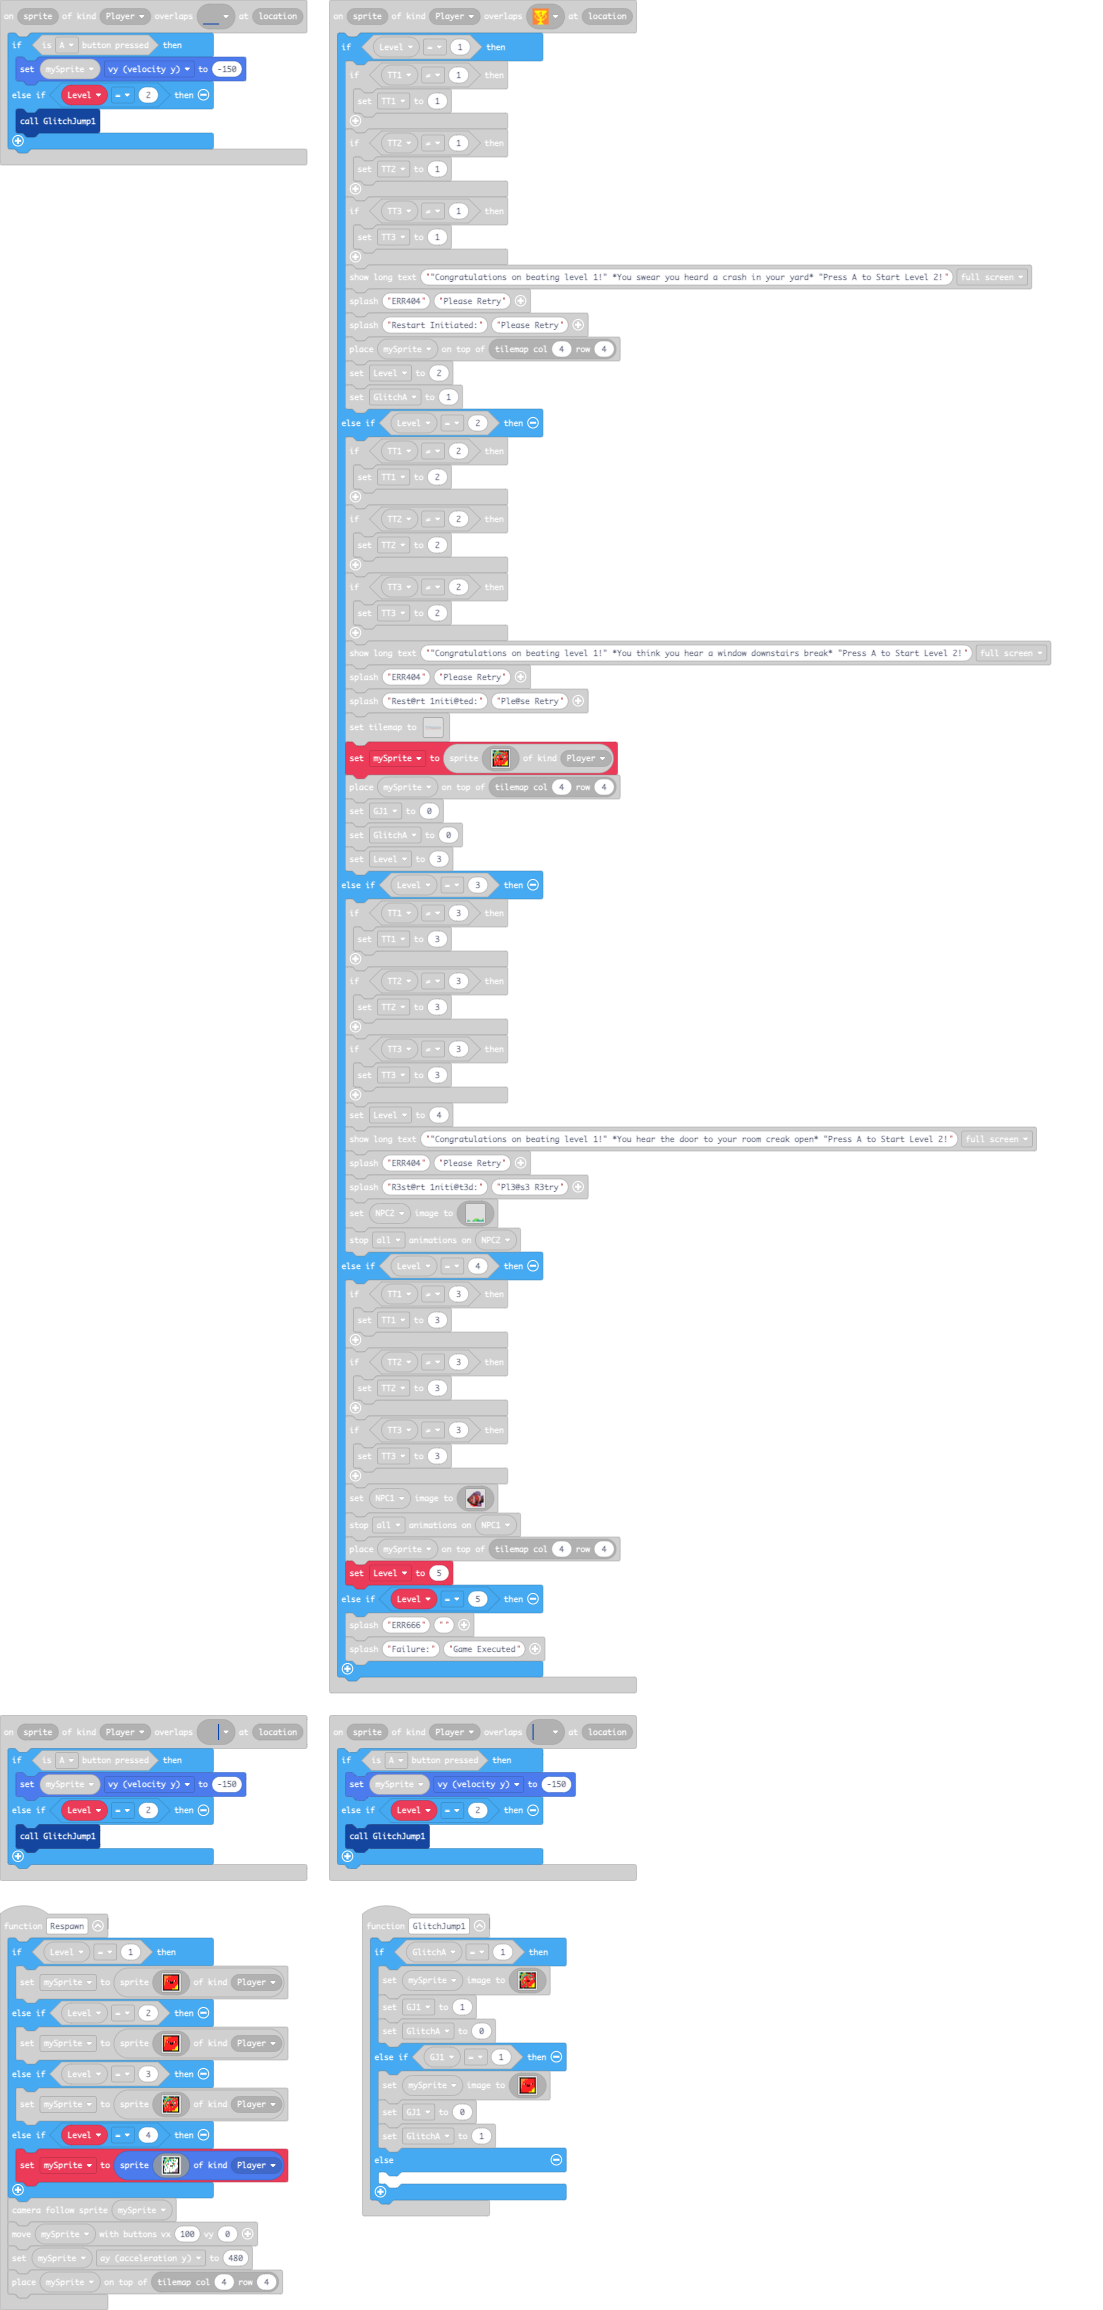 on sprite of kind Player overlaps at location
if is A button pressed then
set mySprite vy (velocity y) to -150
else if Level = 2 then
call GlitchJump1
on sprite of kind Player overlaps at location
if Level = 1 then
if TT1 ≠ 1 then
set TT1 to 1
if TT2 ≠ 1 then
set TT2 to 1
if TT3 ≠ 1 then
set TT3 to 1
show long text ""Congratulations on beating level 1!" *You swear you heard a crash in your yard* "Press A to Start Level 2!" full screen
splash "ERR404" "Please Retry"
splash "Restart Initiated:" "Please Retry"
place mySprite on top of tilemap col 4 row 4
set Level to 2
set GlitchA to 1
else if Level = 2 then
if TT1 ≠ 2 then
set TT1 to 2
if TT2 ≠ 2 then
set TT2 to 2
if TT3 ≠ 2 then
set TT3 to 2
show long text ""Congratulations on beating level 1!" *You think you hear a window downstairs break* "Press A to Start Level 2!" full screen
splash "ERR404" "Please Retry"
splash "Rest@rt 1niti@ted:" "Ple@se Retry"
set tilemap to
set mySprite to sprite of kind Player
place mySprite on top of tilemap col 4 row 4
set GJ1 to 0
set GlitchA to 0
set Level to 3
else if Level = 3 then
if TT1 ≠ 3 then
set TT1 to 3
if TT2 ≠ 3 then
set TT2 to 3
if TT3 ≠ 3 then
set TT3 to 3
set Level to 4
show long text ""Congratulations on beating level 1!" *You hear the door to your room creak open* "Press A to Start Level 2!" full screen
splash "ERR404" "Please Retry"
splash "R3st@rt 1niti@t3d:" "Pl3@s3 R3try"
set NPC2 image to
stop all animations on NPC2
else if Level = 4 then
if TT1 ≠ 3 then
set TT1 to 3
if TT2 ≠ 3 then
set TT2 to 3
if TT3 ≠ 3 then
set TT3 to 3
set NPC1 image to
stop all animations on NPC1
place mySprite on top of tilemap col 4 row 4
set Level to 5
else if Level = 5 then
splash "ERR666" ""
splash "Failure:" "Game Executed"
on sprite of kind Player overlaps at location
if is A button pressed then
set mySprite vy (velocity y) to -150
else if Level = 2 then
call GlitchJump1
on sprite of kind Player overlaps at location
if is A button pressed then
set mySprite vy (velocity y) to -150
else if Level = 2 then
call GlitchJump1
function Respawn
if Level = 1 then
set mySprite to sprite of kind Player
else if Level = 2 then
set mySprite to sprite of kind Player
else if Level = 3 then
set mySprite to sprite of kind Player
else if Level = 4 then
set mySprite to sprite of kind Player
camera follow sprite mySprite
move mySprite with buttons vx 100 vy 0
set mySprite ay (acceleration y) to 480
place mySprite on top of tilemap col 4 row 4
function GlitchJump1
if GlitchA = 1 then
set mySprite image to
set GJ1 to 1
set GlitchA to 0
else if GJ1 = 1 then
set mySprite image to
set GJ1 to 0
set GlitchA to 1
else